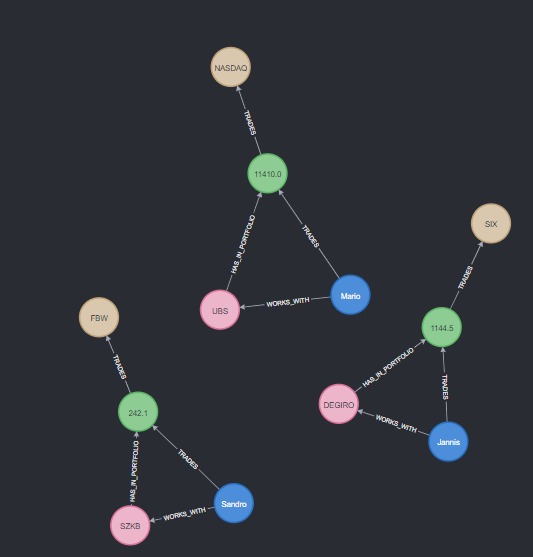 NASDAQ
TRADES
11410.0
HAS_IN_PORTFOLIO
TRADES
UBS
WORKS_WITH
Mario
SIX
TRADES
1144.5
HAS_IN_PORTFOLIO
TRADES
DEGIRO
WORKS_WITH
Jannis
FBW
TRADES
242.1
HAS_IN_PORTFOLIO
TRADES
SZKB
WORKS_WITH
Sandro